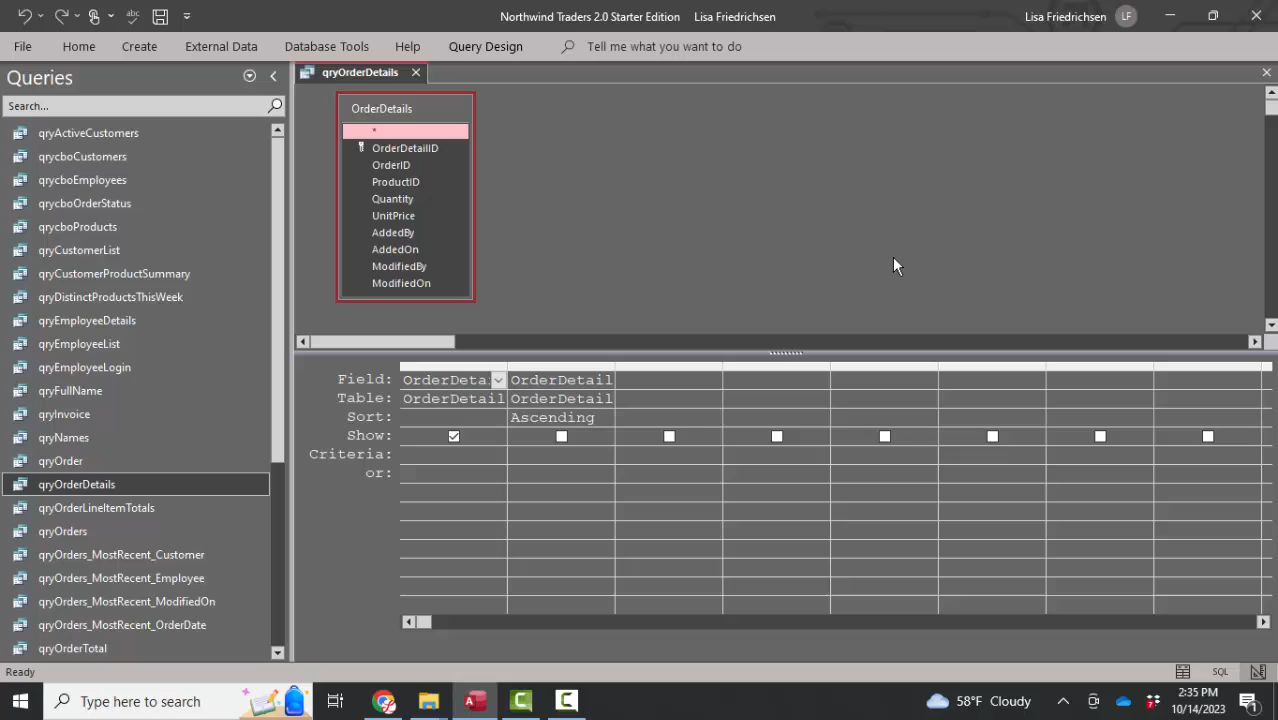 Northwind Traders 2.0 Starter Edition Lisa Friedrichsen
Lisa Friedrichsen LF
File Home Create External Data Database Tools Help Query Design Tell me what you want to do
Queries
Search...
qryActiveCustomers
qrycboCustomers
qrycboEmployees
qrycboOrderStatus
qrycboProducts
qryCustomerList
qryCustomerProductSummary
qryDistinctProductsThisWeek
qryEmployeeDetails
qryEmployeeList
qryEmployeeLogin
qryFullName
qryInvoice
qryNames
qryOrder
qryOrderDetails
qryOrderLineItemTotals
qryOrders
qryOrders_MostRecent_Customer
qryOrders_MostRecent_Employee
qryOrders_MostRecent_ModifiedOn
qryOrders_MostRecent_OrderDate
qryOrderTotal
qryOrderDetails
OrderDetails
*
OrderDetailID
OrderID
ProductID
Quantity
UnitPrice
AddedBy
AddedOn
ModifiedBy
ModifiedOn
Field: OrderDeta OrderDetail
Table: OrderDetail OrderDetail
Sort: Ascending
Show:
Criteria:
or:
Ready
SQL
Type here to search
58°F Cloudy
2:35 PM
10/14/2023
1